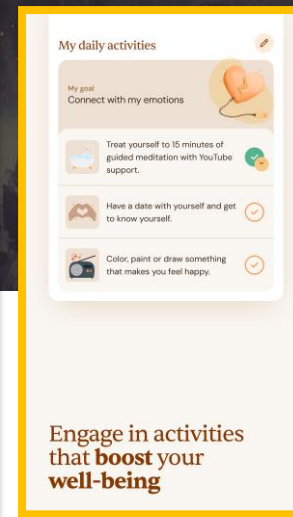 My daily activities
My goal
Connect with my emotions
Treat yourself to 15 minutes of
guided meditation with YouTube
support.
Have a date with yourself and get
to know yourself.
Color, paint or draw something
that makes you feel happy.
Engage in activities
that boost your
well-being